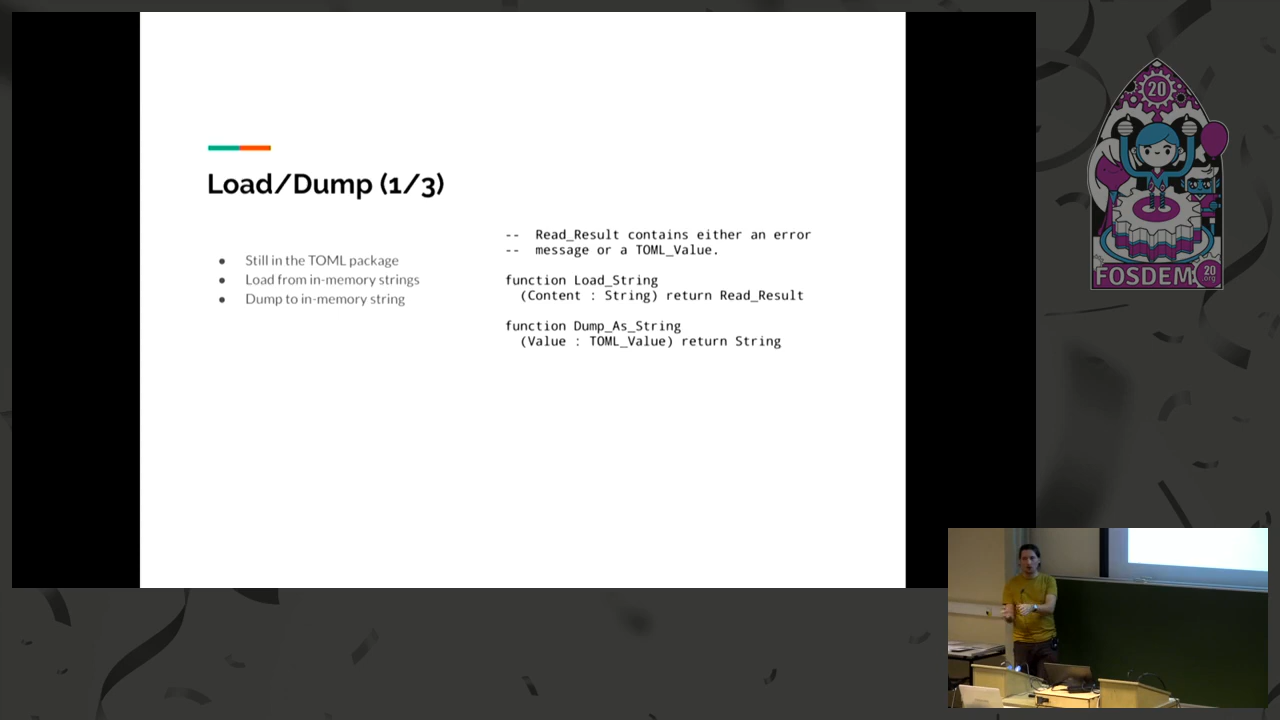 Load/Dump (1/3)
● Still in the TOML package
● Load from in-memory strings
● Dump to in-memory string
-- Read_Result contains either an error
-- message or a TOML_Value.
function Load_String
(Content : String) return Read_Result
function Dump_As_String
(Value : TOML_Value) return String
20
FOSDEM
20
org